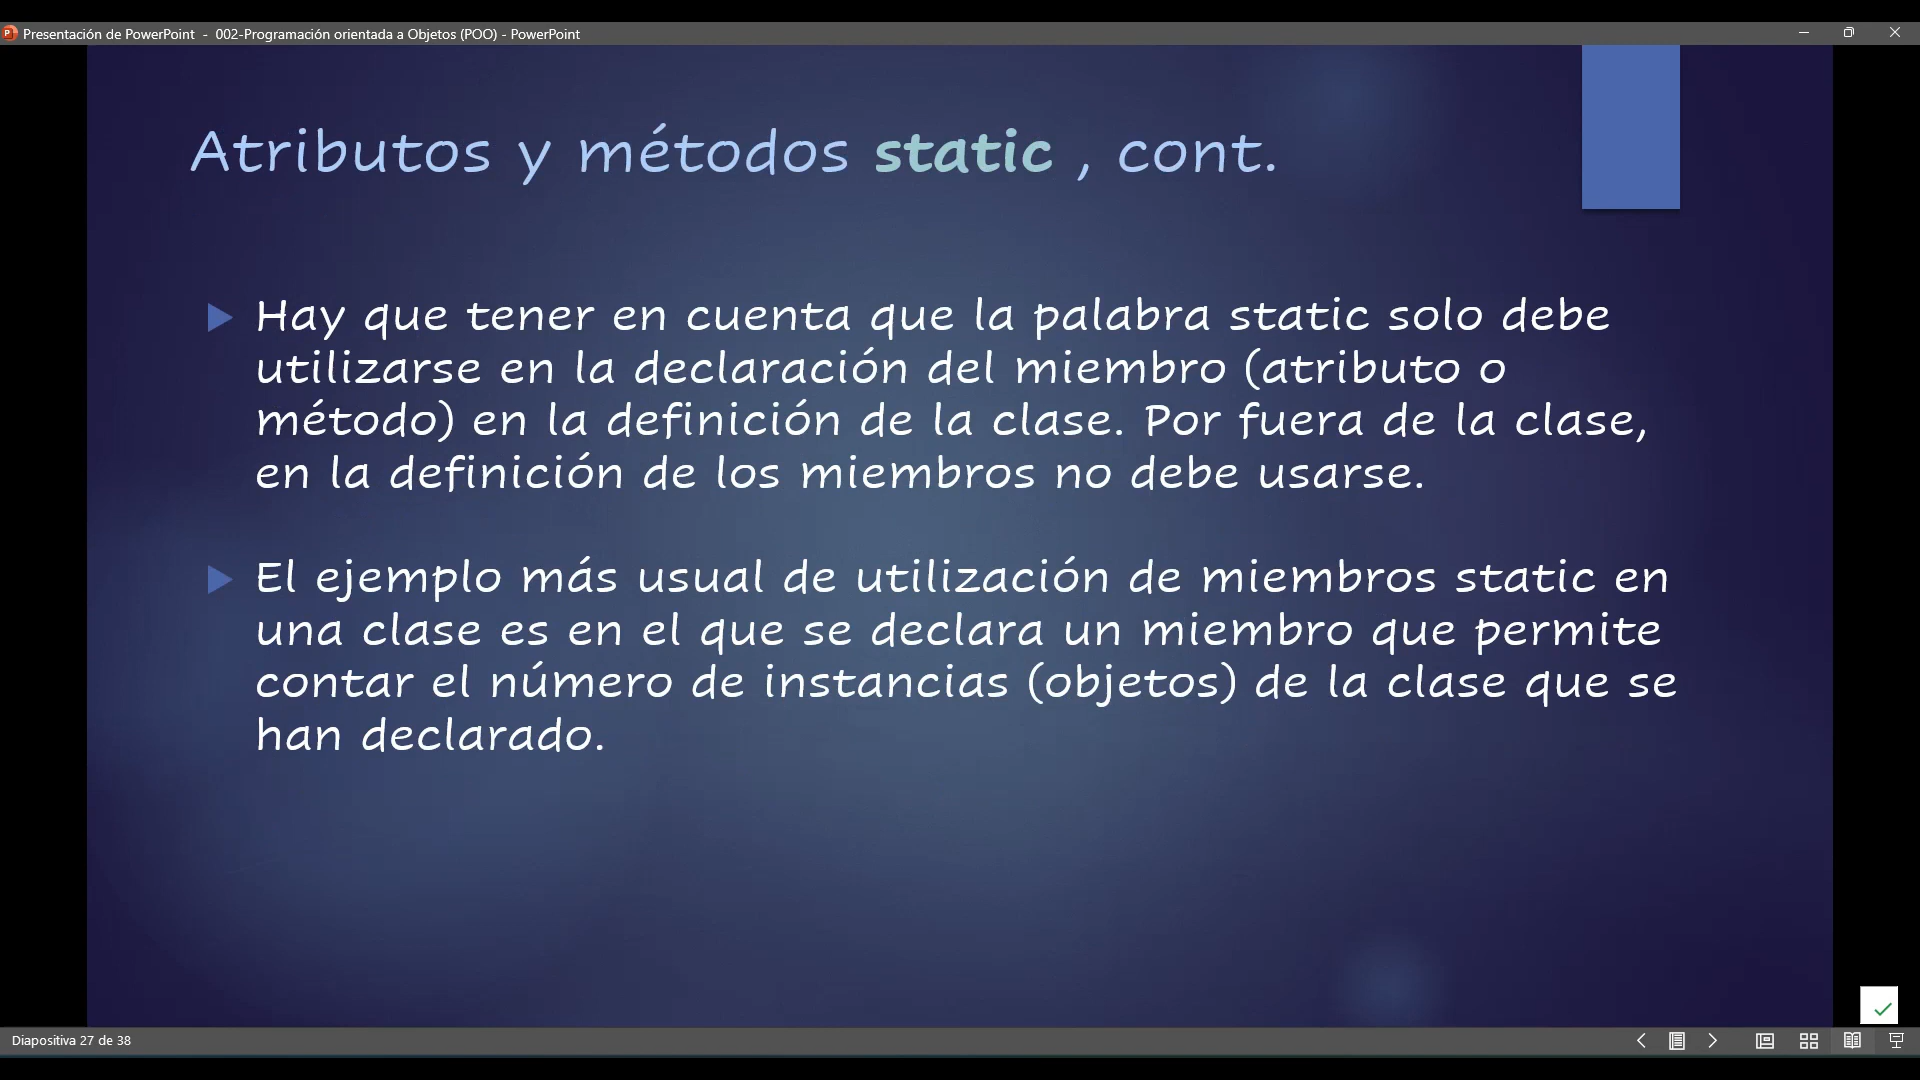 Presentación de PowerPoint - 002-Programación orientada a Objetos (POO) - PowerPoint
Atributos y métodos static , cont.
Hay que tener en cuenta que la palabra static solo debe
utilizarse en la declaración del miembro (atributo o
método) en la definición de la clase. Por fuera de la clase,
en la definición de los miembros no debe usarse.
El ejemplo más usual de utilización de miembros static en
una clase es en el que se declara un miembro que permite
contar el número de instancias (objetos) de la clase que se
han declarado.
Diapositiva 27 de 38